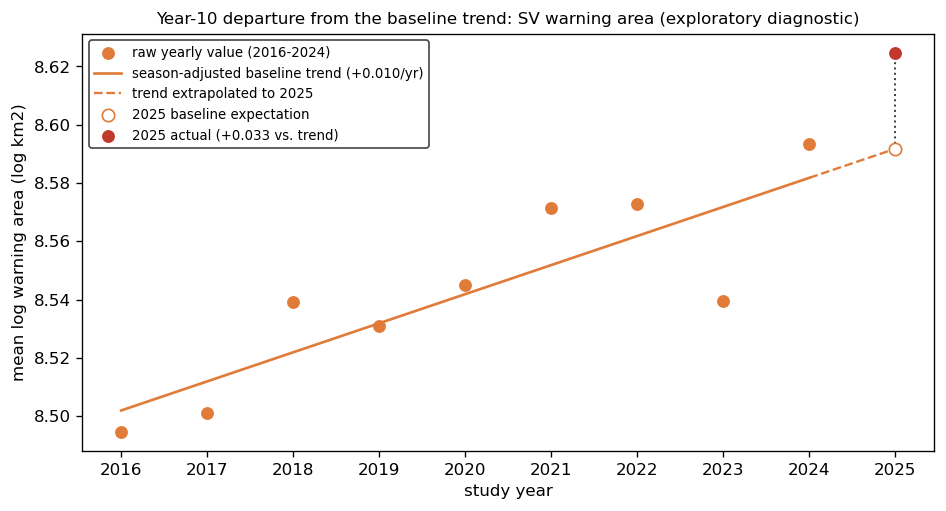 Year-10 departure from the baseline trend: SV warning area (exploratory diagnostic)
raw yearly value (2016-2024)
season-adjusted baseline trend (+0.010/yr)
trend extrapolated to 2025
2025 baseline expectation
2025 actual (+0.033 vs. trend)
mean log warning area (log km2)
8.62
8.60
8.58
8.56
8.54
8.52
8.50
2016 2017 2018 2019 2020 2021 2022 2023 2024 2025
study year